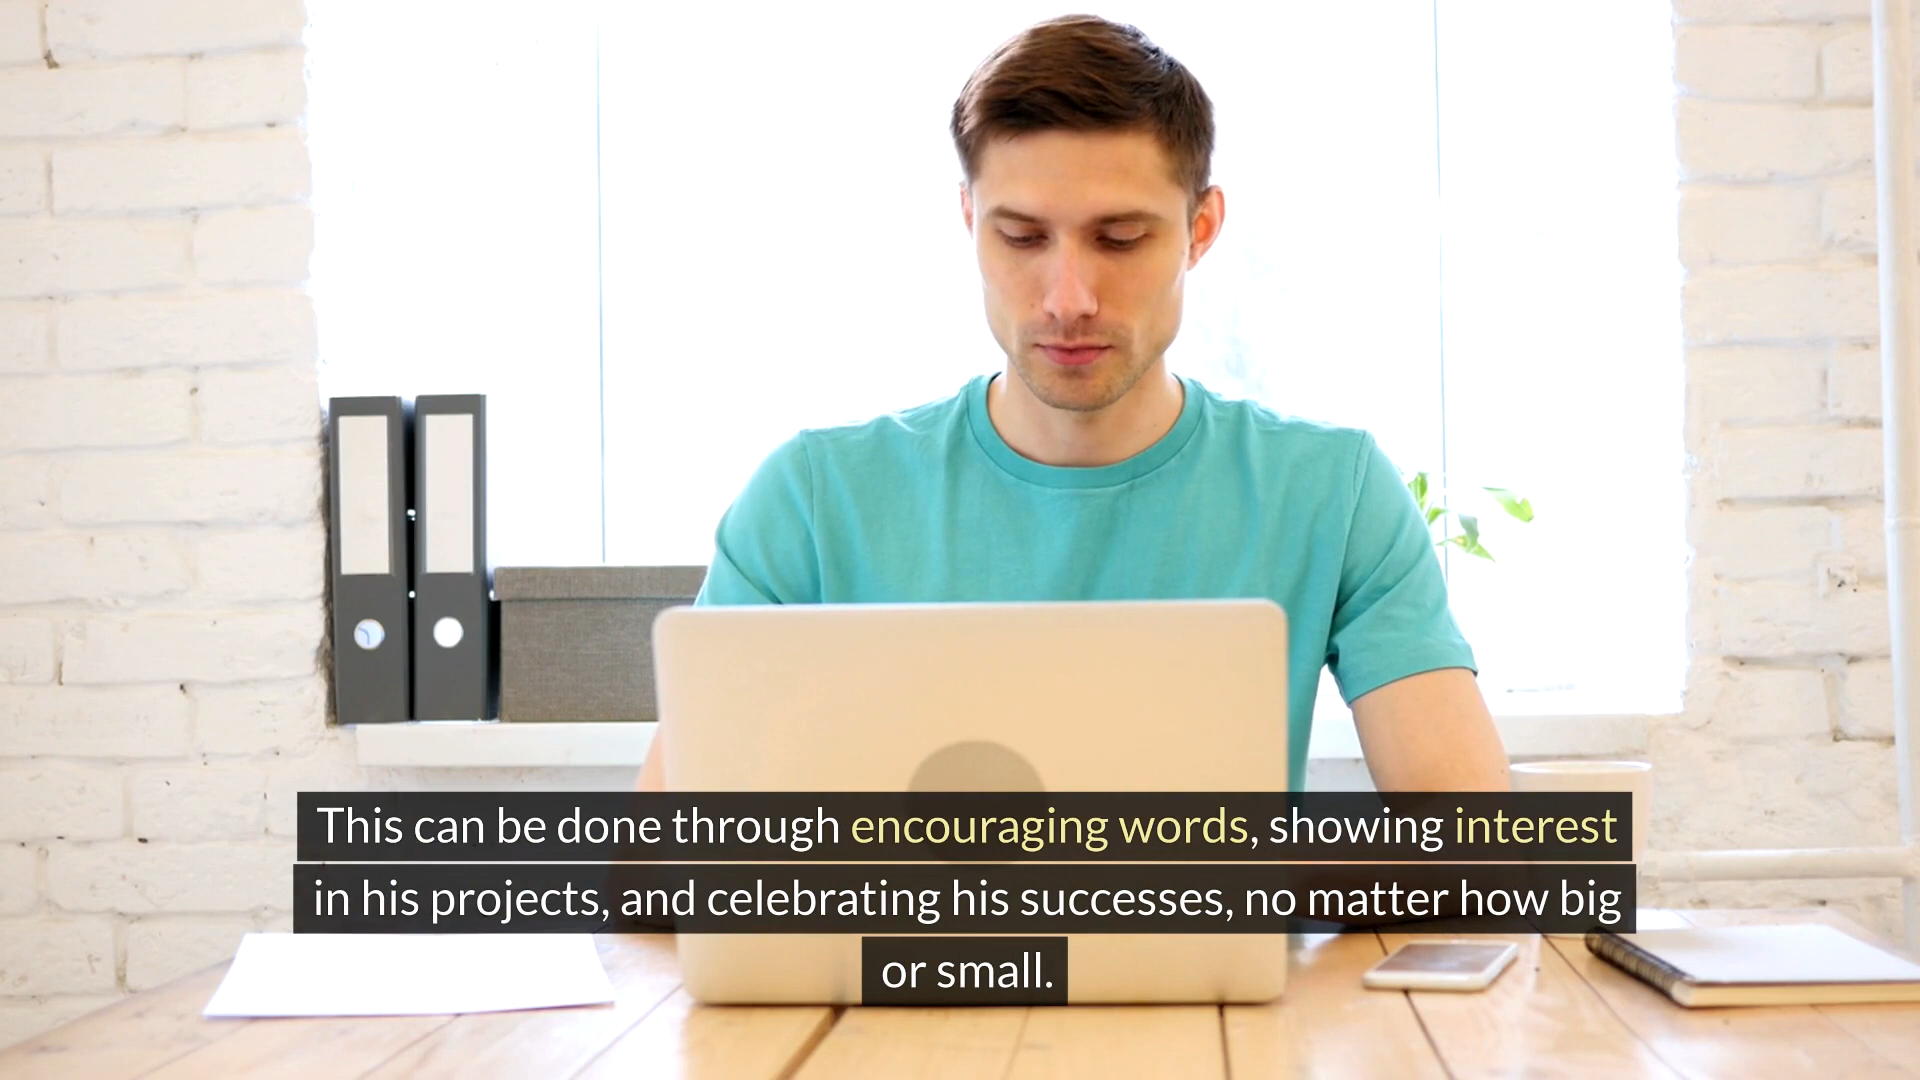 This can be done through encouraging words, showing interest
in his projects, and celebrating his successes, no matter how big
or small.